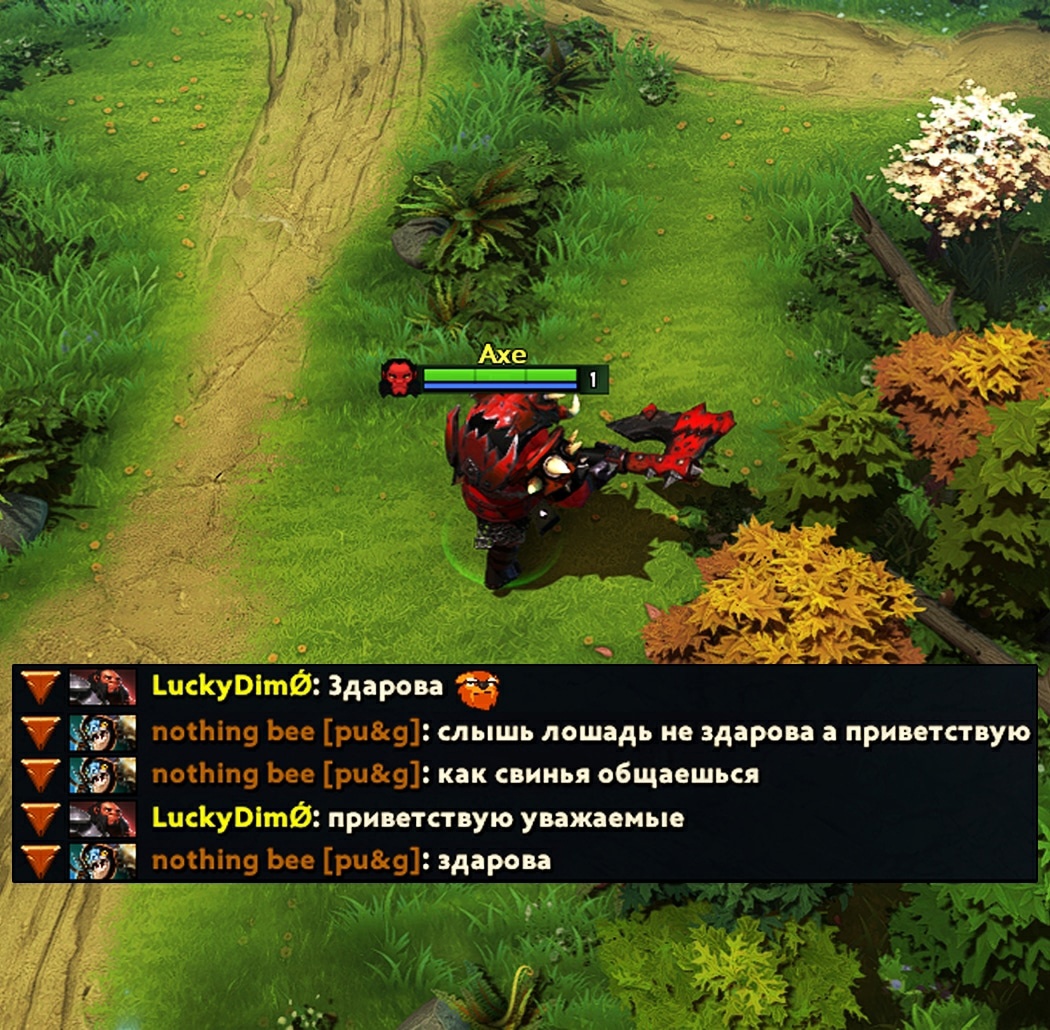 Axe
1
LuckyDimØ: Здарова
nothing bee [pu&g]: слышь лошадь не здарова а приветствую
nothing bee [pu&g]: как свинья общаешься
LuckyDimØ: приветствую уважаемые
nothing bee [pu&g]: здарова